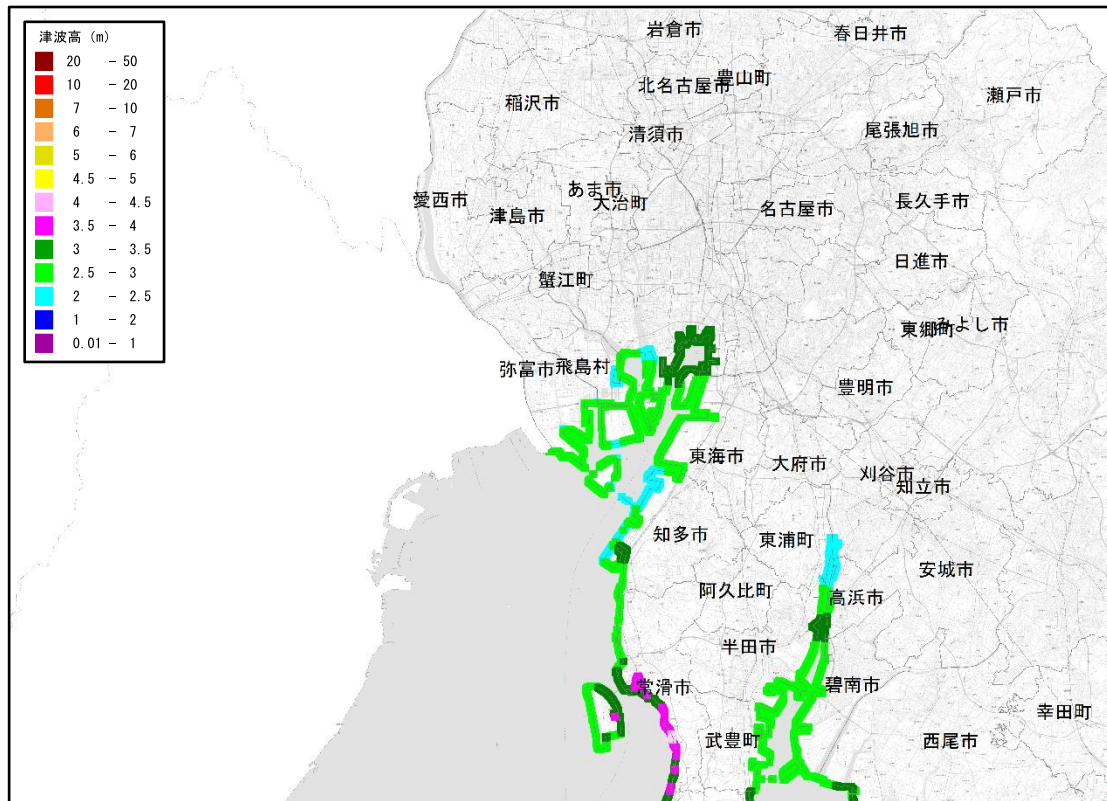 津波高 (m)
20 - 50
10 - 20
7 - 10
6 - 7
5 - 6
4.5 - 5
4 - 4.5
3.5 - 4
3 - 3.5
2.5 - 3
2 - 2.5
1 - 2
0.01 - 1
岩倉市
春日井市
北名古屋市
豊山町
瀬戸市
稲沢市
清須市
尾張旭市
愛西市
あま市
大治町
津島市
名古屋市
長久手市
日進市
蟹江町
東郷町
みよし市
弥富市
飛島村
豊明市
東海市
大府市
刈谷市
知立市
知多市
東浦町
安城市
阿久比町
高浜市
半田市
常滑市
碧南市
武豊町
西尾市
幸田町